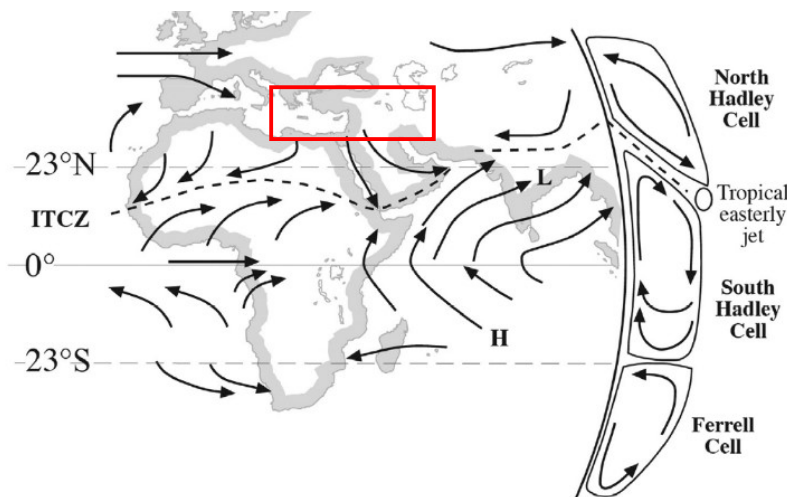 North
Hadley
Cell
23°N
L
ITCZ
Tropical
easterly
jet
0°
South
Hadley
Cell
H
23°S
Ferrell
Cell